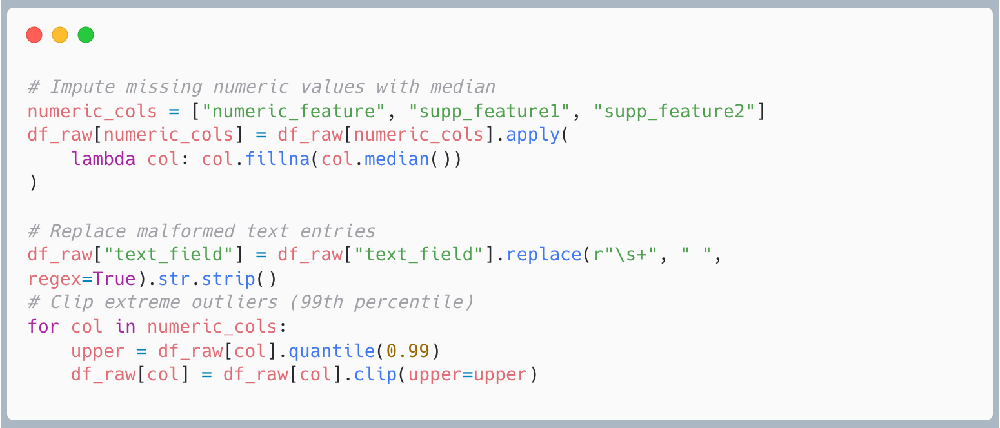 # Impute missing numeric values with median
numeric_cols = ["numeric_feature", "supp_feature1", "supp_feature2"]
df_raw[numeric_cols] = df_raw[numeric_cols].apply(
    lambda col: col.fillna(col.median())
)

# Replace malformed text entries
df_raw["text_field"] = df_raw["text_field"].replace(r"\s+", " ",
regex=True).str.strip()
# Clip extreme outliers (99th percentile)
for col in numeric_cols:
    upper = df_raw[col].quantile(0.99)
    df_raw[col] = df_raw[col].clip(upper=upper)